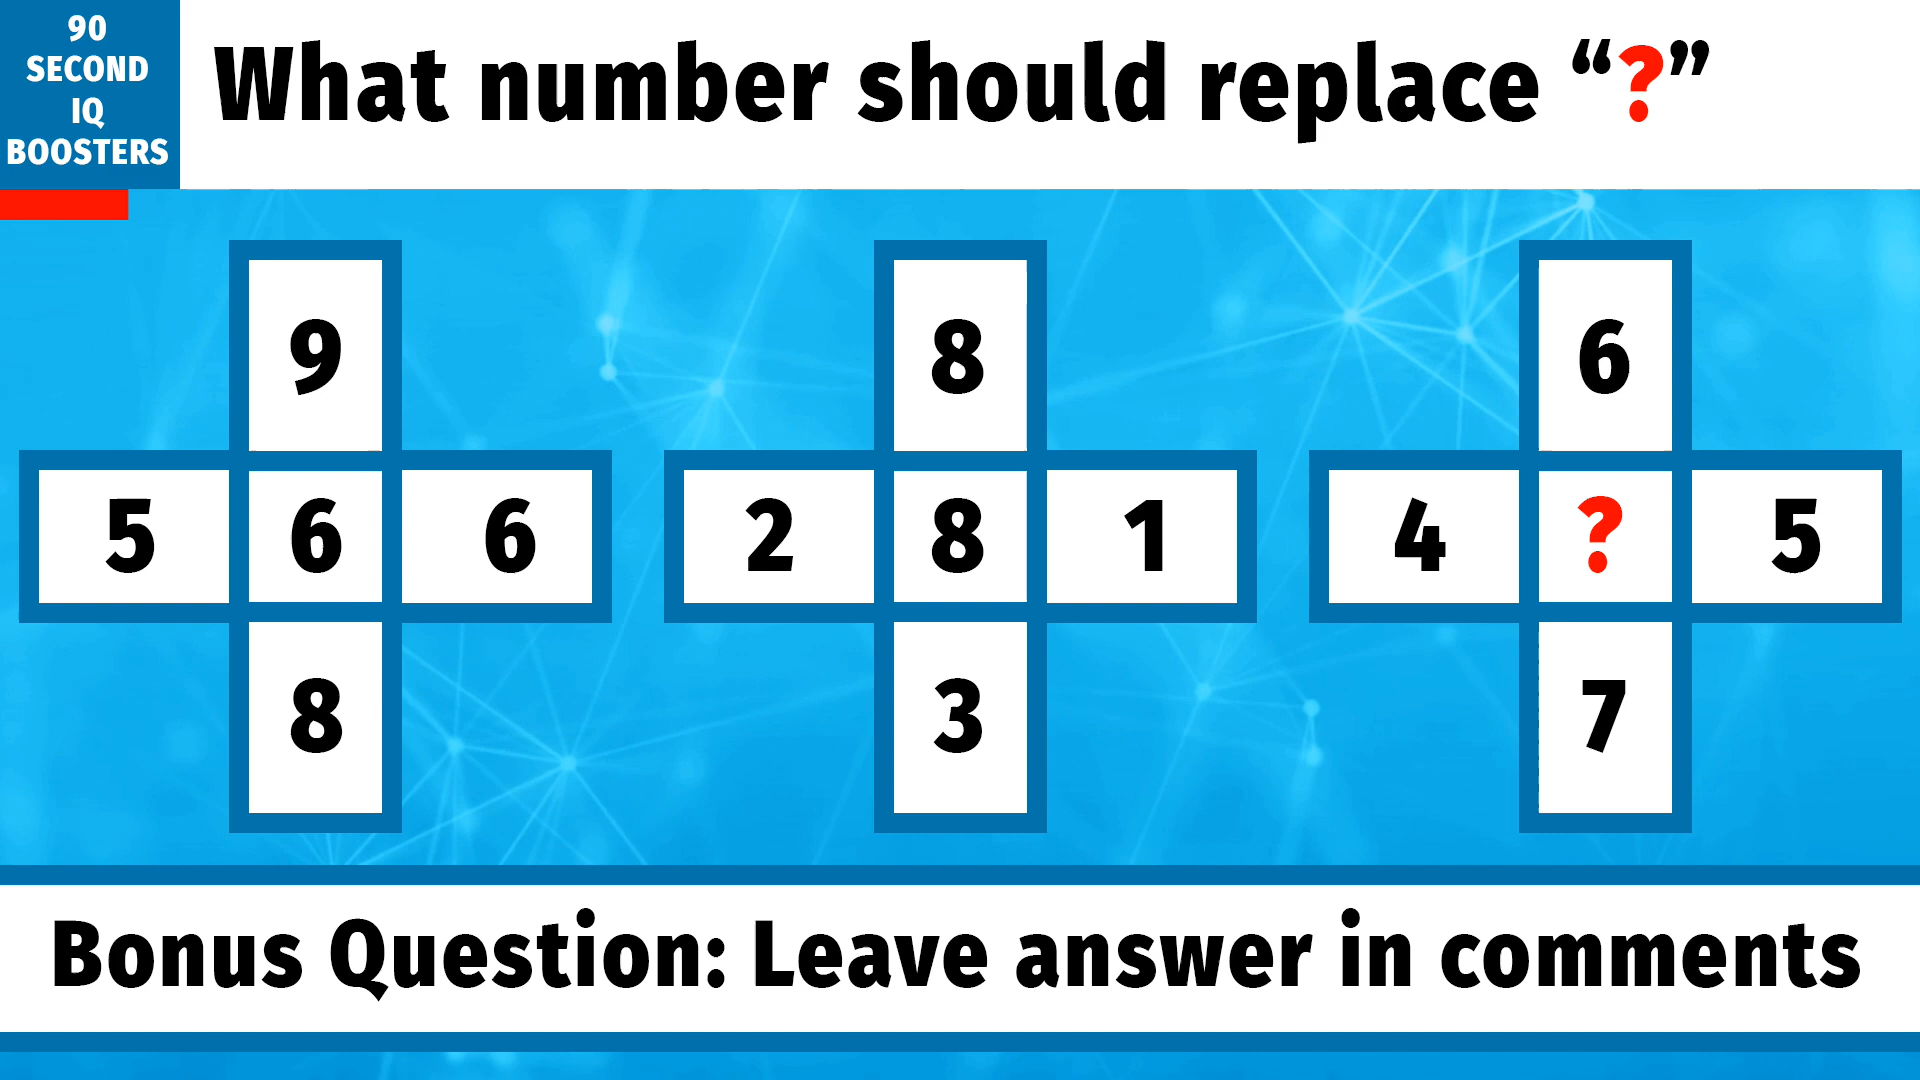 90
SECOND
IQ
BOOSTERS
What number should replace “?”
9
5 6 6
8
8
2 8 1
3
6
4 ? 5
7
Bonus Question: Leave answer in comments